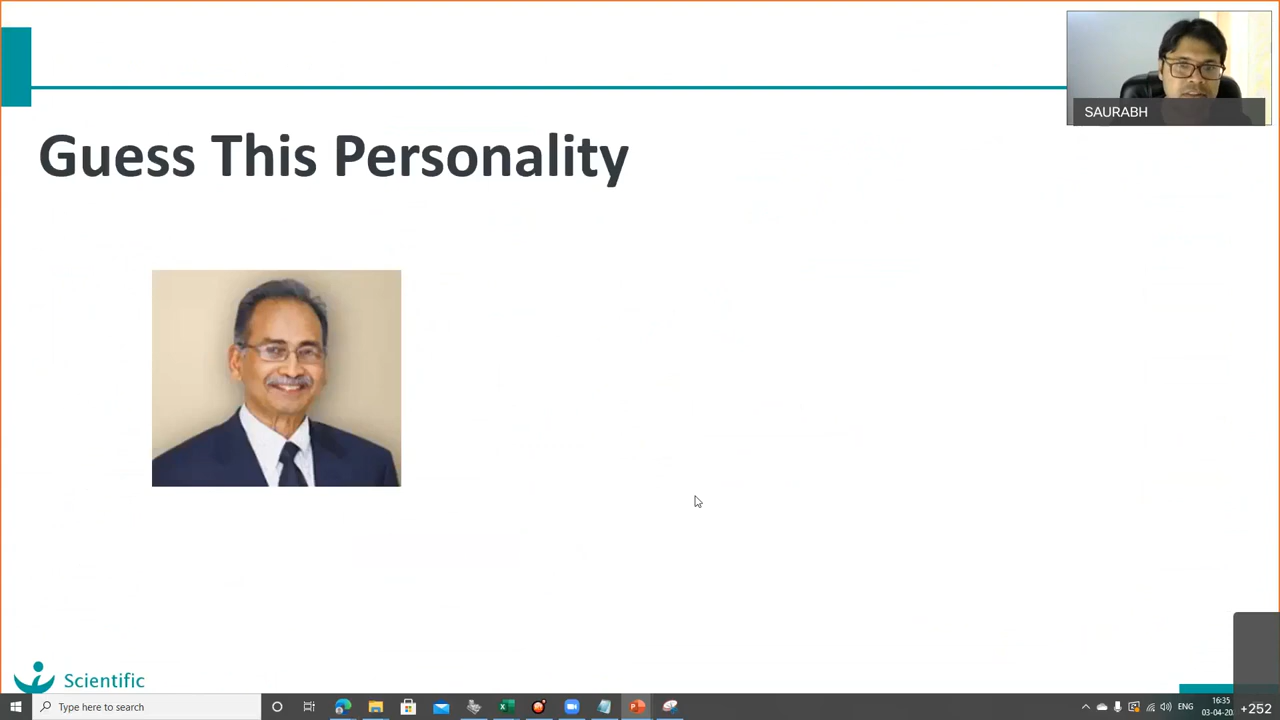 SAURABH
Guess This Personality
Scientific
Type here to search
ENG
16:35
03-04-20
+252